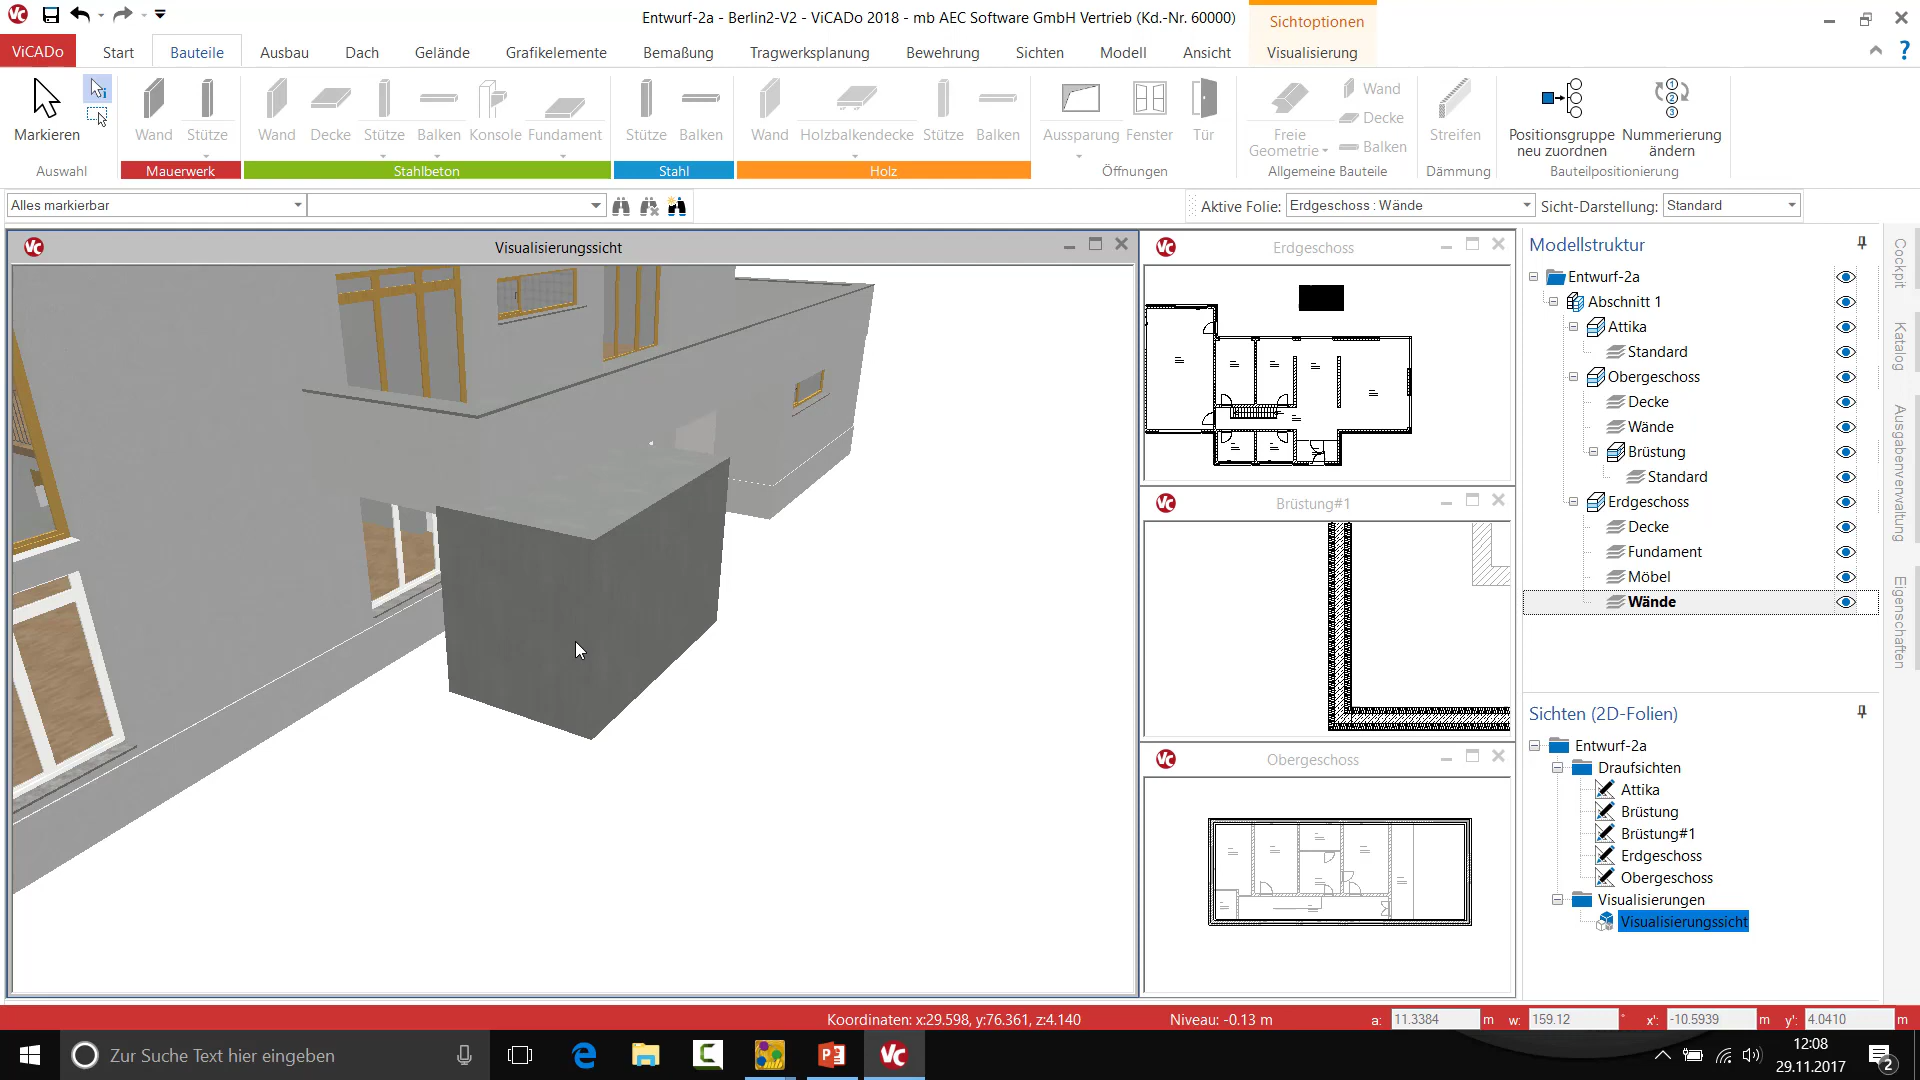 Entwurf-2a - Berlin2-V2 - ViCADo 2018 - mb AEC Software GmbH Vertrieb (Kd.-Nr. 60000)
Sichtoptionen
ViCADo Start Bauteile Ausbau Dach Gelände Grafikelemente Bemaßung Tragwerksplanung Bewehrung Sichten Modell Ansicht Visualisierung
Markieren
Auswahl
Wand Stütze
Mauerwerk
Wand Decke Stütze Balken Konsole Fundament
Stahlbeton
Stütze Balken
Stahl
Wand Holzbalkendecke Stütze Balken
Holz
Aussparung Fenster Tür
Öffnungen
Freie Geometrie
Wand
Decke
Balken
Allgemeine Bauteile
Streifen
Dämmung
Positionsgruppe neu zuordnen
Nummerierung ändern
Bauteilpositionierung
Alles markierbar
Aktive Folie: Erdgeschoss : Wände
Sicht-Darstellung: Standard
Visualisierungssicht
Erdgeschoss
Brüstung#1
Obergeschoss
Modellstruktur
Entwurf-2a
Abschnitt 1
Attika
Standard
Obergeschoss
Decke
Wände
Brüstung
Standard
Erdgeschoss
Decke
Fundament
Möbel
Wände
Sichten (2D-Folien)
Entwurf-2a
Draufsichten
Attika
Brüstung
Brüstung#1
Erdgeschoss
Obergeschoss
Visualisierungen
Visualisierungssicht
Cockpit
Katalog
Ausgabenverwaltung
Eigenschaften
Koordinaten: x:29.598, y:76.361, z:4.140
Niveau: -0.13 m
a: 11.3384 m w: 159.12 ° x': -10.5939 m y': 4.0410 m
Zur Suche Text hier eingeben
12:08
29.11.2017
2